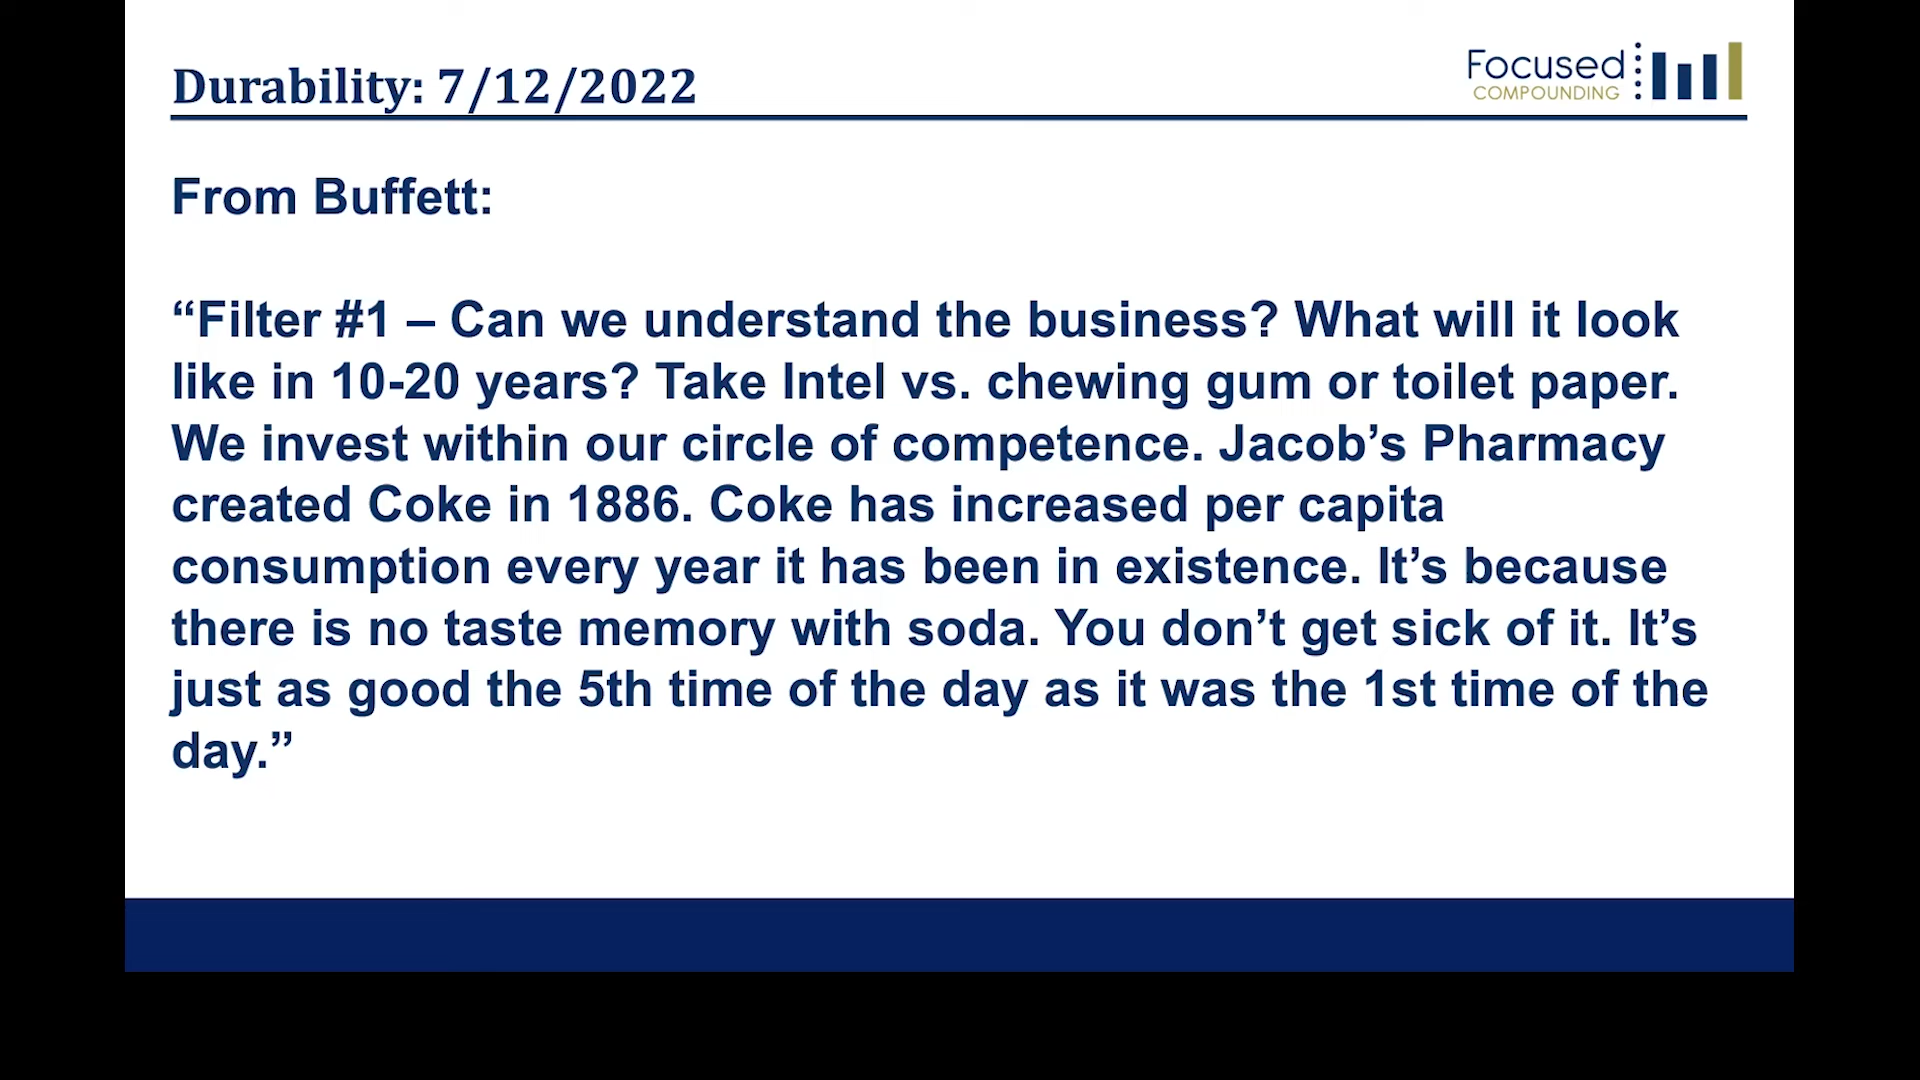 Durability: 7/12/2022
Focused
COMPOUNDING
From Buffett:
“Filter #1 – Can we understand the business? What will it look
like in 10-20 years? Take Intel vs. chewing gum or toilet paper.
We invest within our circle of competence. Jacob’s Pharmacy
created Coke in 1886. Coke has increased per capita
consumption every year it has been in existence. It’s because
there is no taste memory with soda. You don’t get sick of it. It’s
just as good the 5th time of the day as it was the 1st time of the
day.”